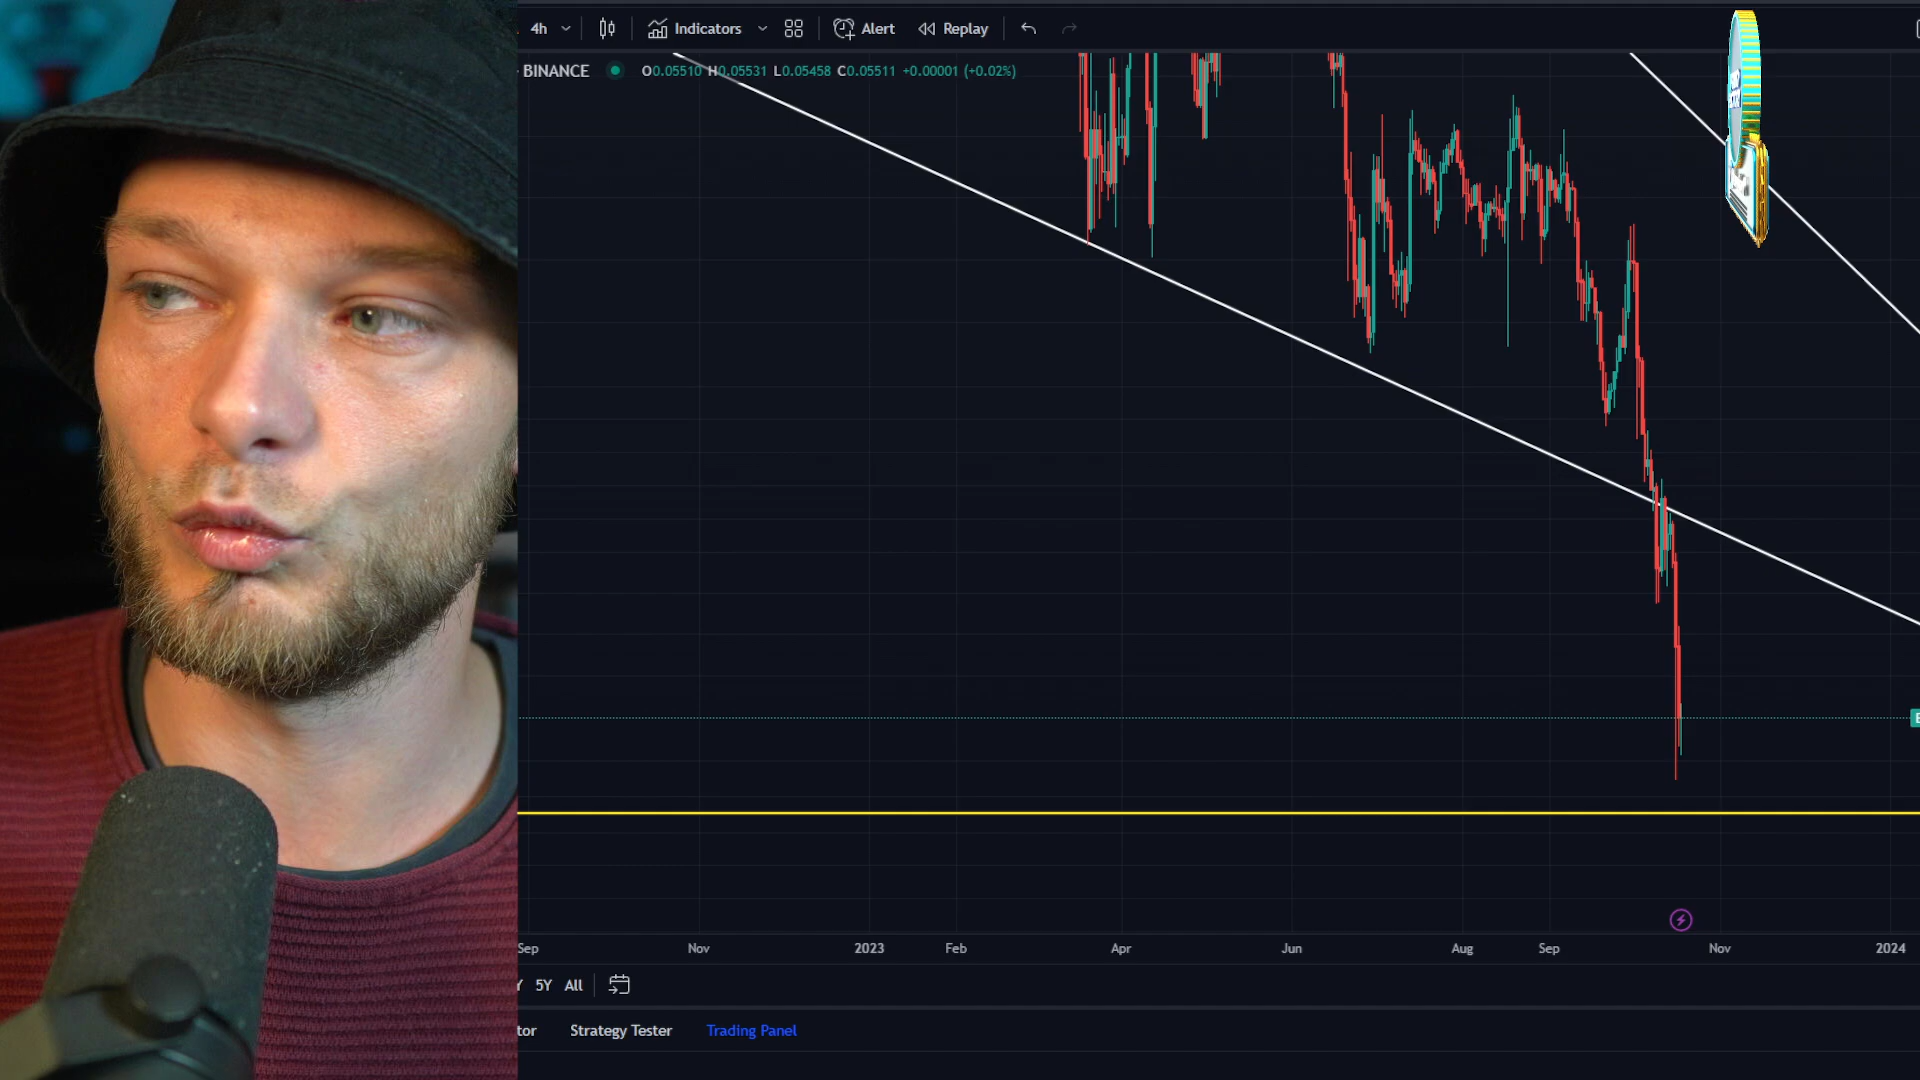 4h Indicators Alert Replay
BINANCE O0.05510 H0.05531 L0.05458 C0.05511 +0.00001 (+0.02%)
Sep Nov 2023 Feb Apr Jun Aug Sep Nov 2024
5Y All
tor Strategy Tester Trading Panel